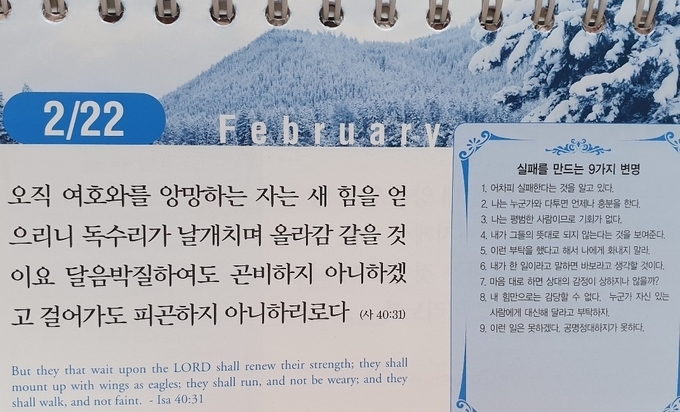 2/22
February
오직 여호와를 앙망하는 자는 새 힘을 얻
으리니 독수리가 날개치며 올라감 같을 것
이요 달음박질하여도 곤비하지 아니하겠
고 걸어가도 피곤하지 아니하리로다 (사 40:31)
But they that wait upon the LORD shall renew their strength; they shall
mount up with wings as eagles; they shall run, and not be weary; and they
shall walk, and not faint. - Isa 40:31
실패를 만드는 9가지 변명
1. 어차피 실패한다는 것을 알고 있다.
2. 나는 누군가와 다투면 언제나 흥분을 한다.
3. 나는 평범한 사람이므로 기회가 없다.
4. 내가 그들의 뜻대로 되지 않는다는 것을 보여준다.
5. 이런 부탁을 했다고 해서 나에게 화내지 말라.
6. 내가 한 일이라고 말하면 바보라고 생각할 것이다.
7. 마음 대로 하면 상대의 감정이 상하지나 않을까?
8. 내 힘만으로는 감당할 수 없다. 누군가 자신 있는
사람에게 대신해 달라고 부탁하자.
9. 이런 일은 못하겠다. 공명정대하지가 못하다.